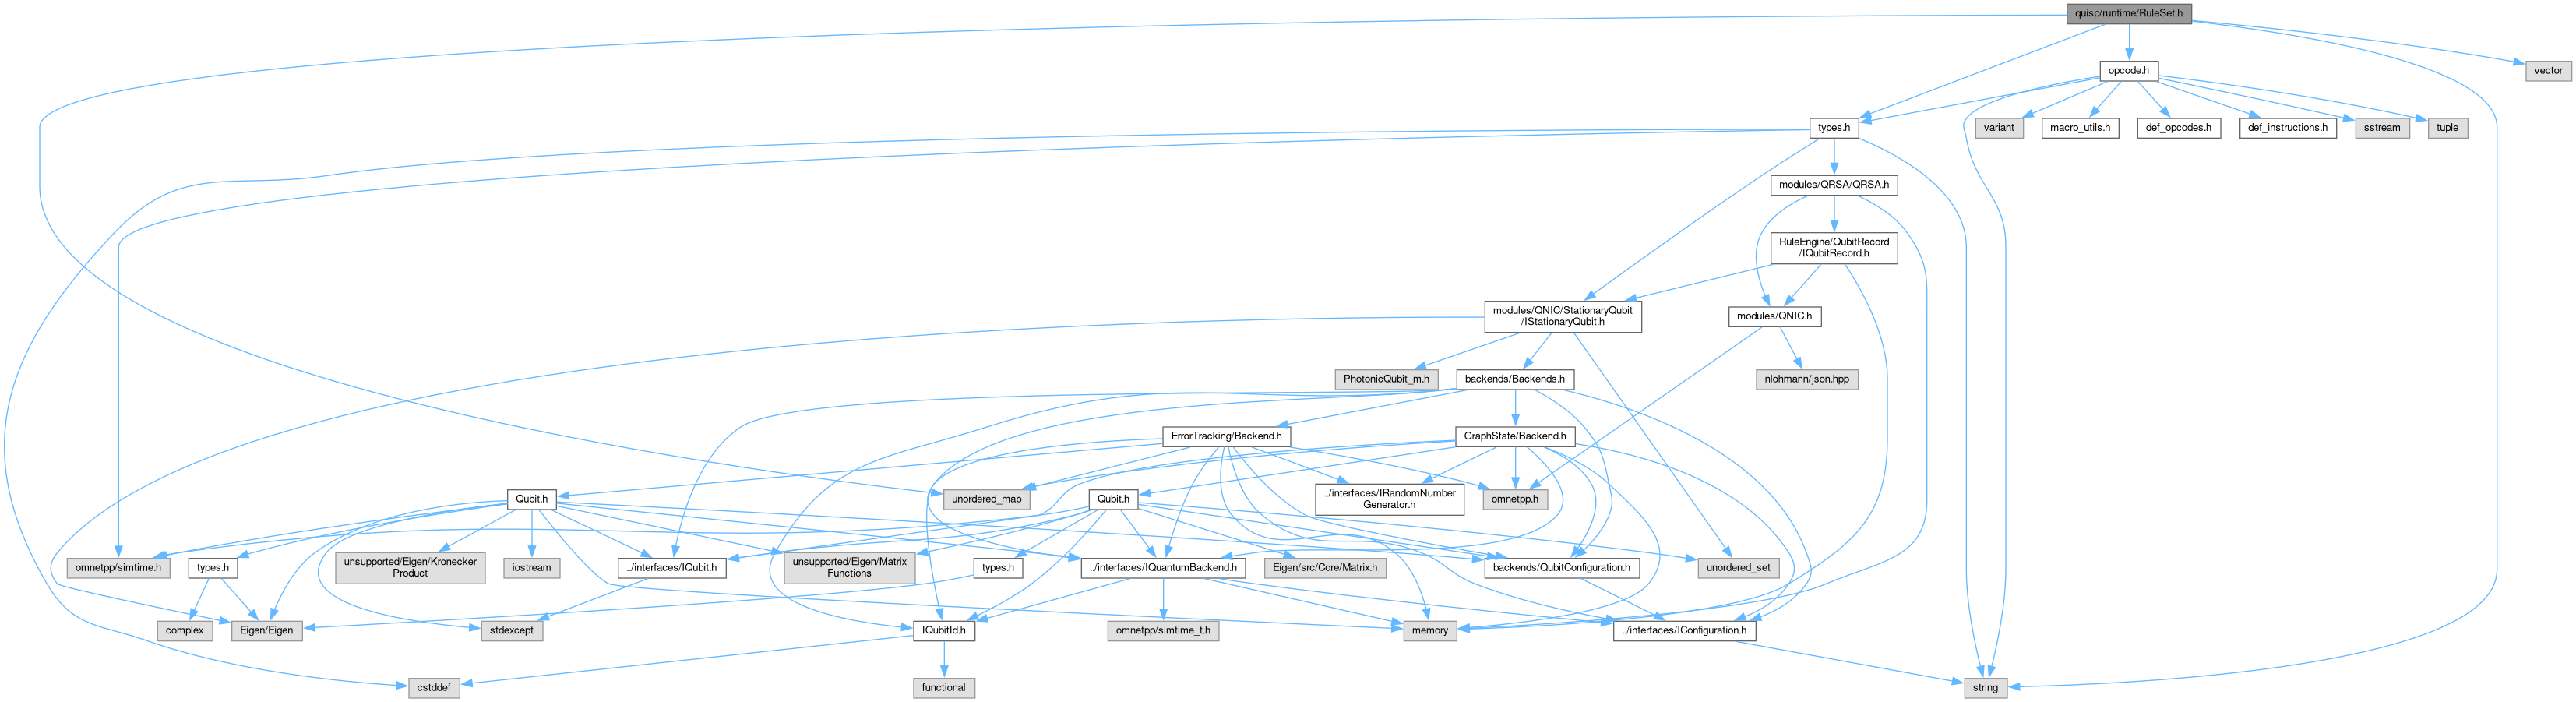 quisp/runtime/RuleSet.h
opcode.h
vector
types.h
variant
macro_utils.h
def_opcodes.h
def_instructions.h
sstream
tuple
modules/QRSA/QRSA.h
RuleEngine/QubitRecord
/IQubitRecord.h
modules/QNIC/StationaryQubit
/IStationaryQubit.h
modules/QNIC.h
PhotonicQubit_m.h
backends/Backends.h
nlohmann/json.hpp
ErrorTracking/Backend.h
GraphState/Backend.h
Qubit.h
unordered_map
Qubit.h
../interfaces/IRandomNumber
Generator.h
omnetpp.h
omnetpp/simtime.h
types.h
unsupported/Eigen/Kronecker
Product
iostream
../interfaces/IQubit.h
unsupported/Eigen/Matrix
Functions
types.h
../interfaces/IQuantumBackend.h
Eigen/src/Core/Matrix.h
backends/QubitConfiguration.h
unordered_set
complex
Eigen/Eigen
stdexcept
IQubitId.h
omnetpp/simtime_t.h
memory
../interfaces/IConfiguration.h
cstddef
functional
string